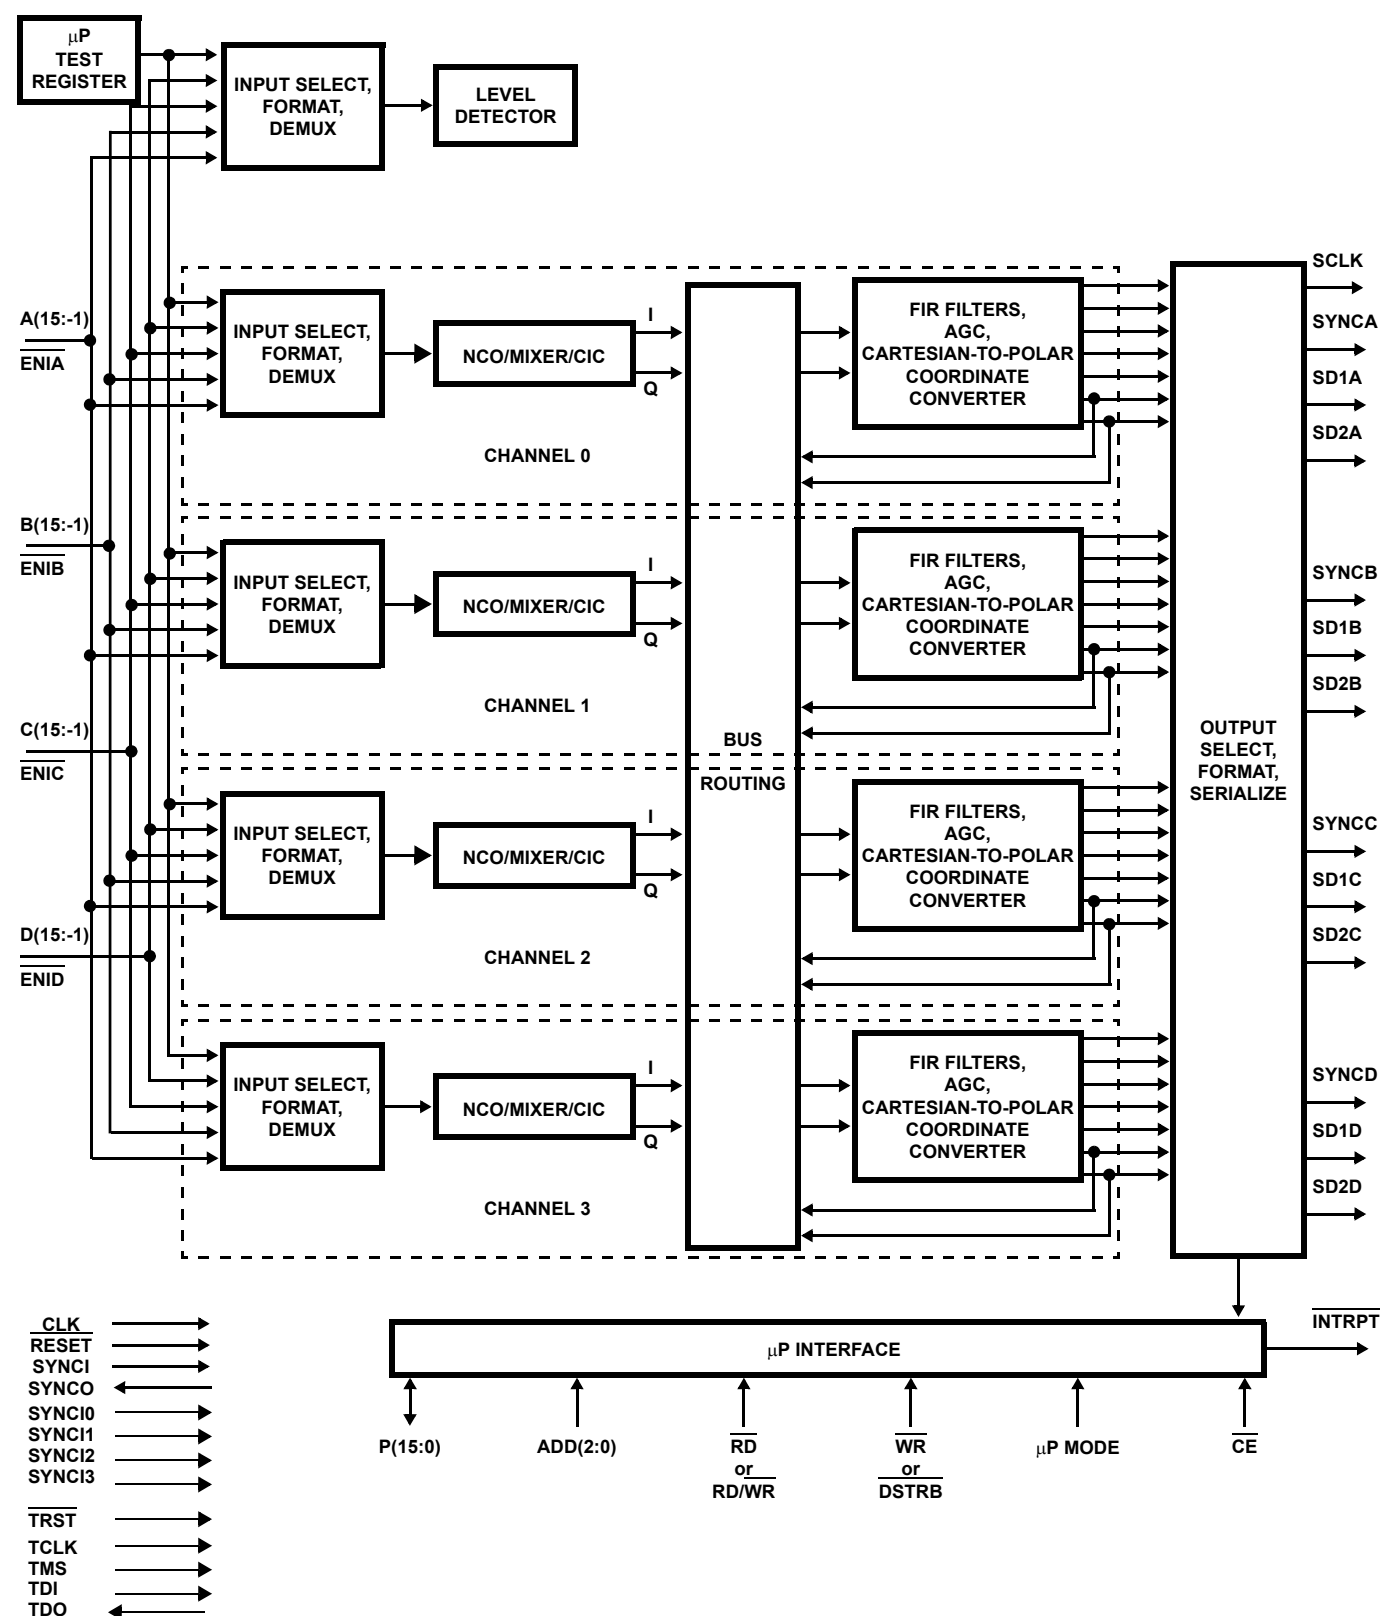 μP
TEST
REGISTER
INPUT SELECT,
FORMAT,
DEMUX
LEVEL
DETECTOR
A(15:-1)
ENIA
B(15:-1)
ENIB
C(15:-1)
ENIC
D(15:-1)
ENID
INPUT SELECT,
FORMAT,
DEMUX
NCO/MIXER/CIC
I
Q
FIR FILTERS,
AGC,
CARTESIAN-TO-POLAR
COORDINATE
CONVERTER
CHANNEL 0
INPUT SELECT,
FORMAT,
DEMUX
NCO/MIXER/CIC
I
Q
FIR FILTERS,
AGC,
CARTESIAN-TO-POLAR
COORDINATE
CONVERTER
CHANNEL 1
BUS
ROUTING
INPUT SELECT,
FORMAT,
DEMUX
NCO/MIXER/CIC
I
Q
FIR FILTERS,
AGC,
CARTESIAN-TO-POLAR
COORDINATE
CONVERTER
CHANNEL 2
INPUT SELECT,
FORMAT,
DEMUX
NCO/MIXER/CIC
I
Q
FIR FILTERS,
AGC,
CARTESIAN-TO-POLAR
COORDINATE
CONVERTER
CHANNEL 3
OUTPUT
SELECT,
FORMAT,
SERIALIZE
SCLK
SYNCA
SD1A
SD2A
SYNCB
SD1B
SD2B
SYNCC
SD1C
SD2C
SYNCD
SD1D
SD2D
CLK
RESET
SYNCI
SYNCO
SYNCI0
SYNCI1
SYNCI2
SYNCI3
TRST
TCLK
TMS
TDI
TDO
μP INTERFACE
INTRPT
P(15:0)
ADD(2:0)
RD
or
RD/WR
WR
or
DSTRB
μP MODE
CE